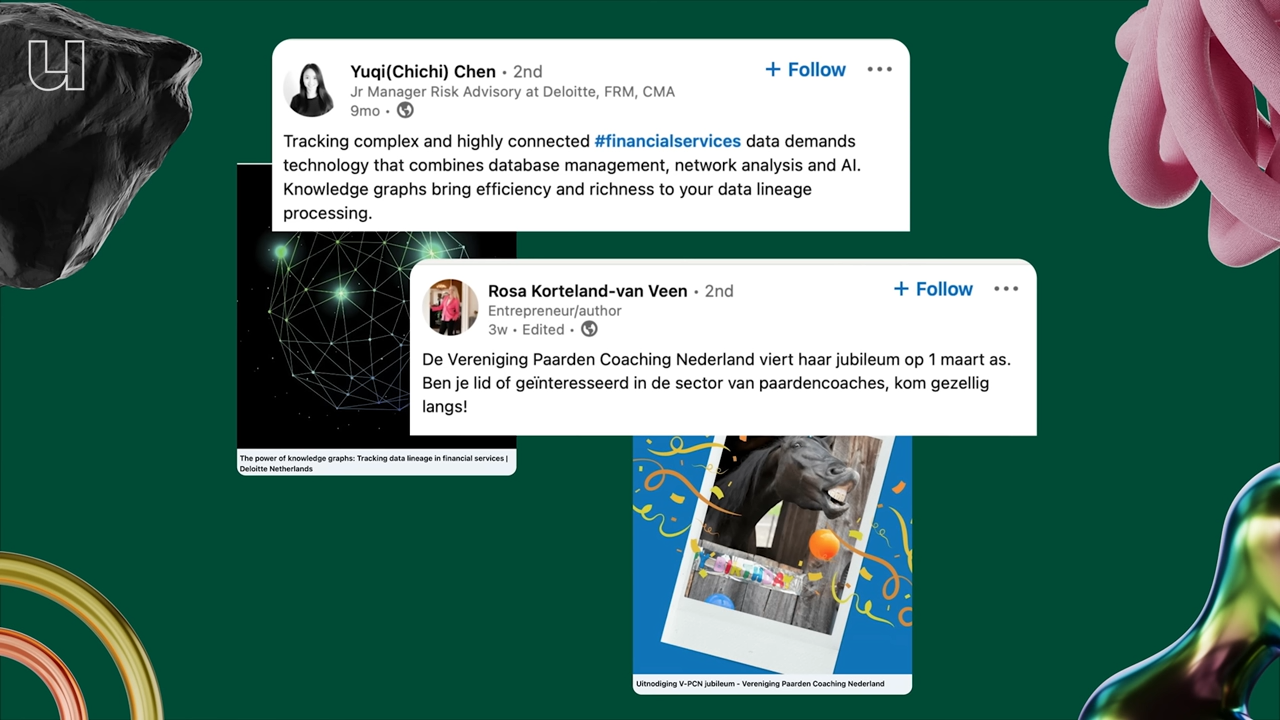 Yuqi(Chichi) Chen • 2nd
+ Follow
Jr Manager Risk Advisory at Deloitte, FRM, CMA
9mo •
Tracking complex and highly connected #financialservices data demands
technology that combines database management, network analysis and AI.
Knowledge graphs bring efficiency and richness to your data lineage
processing.
The power of knowledge graphs: Tracking data lineage in financial services |
Deloitte Netherlands
Rosa Korteland-van Veen • 2nd
+ Follow
Entrepreneur/author
3w • Edited •
De Vereniging Paarden Coaching Nederland viert haar jubileum op 1 maart as.
Ben je lid of geïnteresseerd in de sector van paardencoaches, kom gezellig
langs!
Uitnodiging V-PCN jubileum - Vereniging Paarden Coaching Nederland